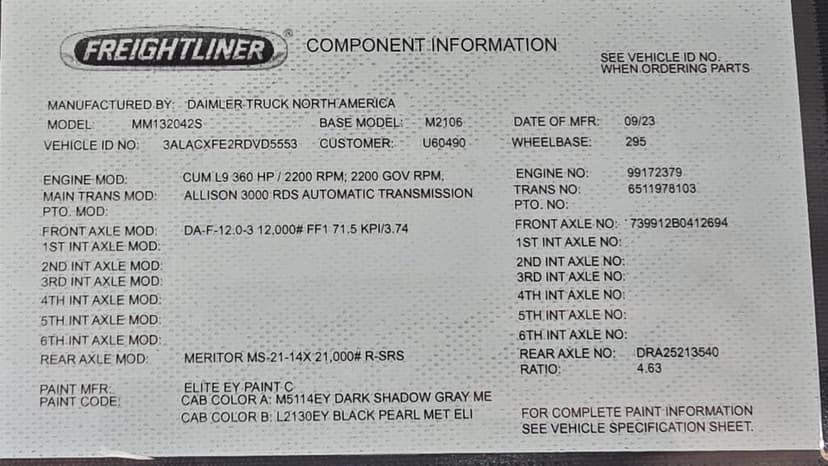 FREIGHTLINER® COMPONENT INFORMATION
SEE VEHICLE ID NO.
WHEN ORDERING PARTS
MANUFACTURED BY: DAIMLER TRUCK NORTH AMERICA
MODEL: MM132042S BASE MODEL: M2106 DATE OF MFR: 09/23
VEHICLE ID NO: 3ALACXFE2RDVD5553 CUSTOMER: U60490 WHEELBASE: 295
ENGINE MOD: CUM L9 360 HP / 2200 RPM; 2200 GOV RPM, ENGINE NO: 99172379
MAIN TRANS MOD: ALLISON 3000 RDS AUTOMATIC TRANSMISSION TRANS NO: 6511978103
PTO. MOD: PTO. NO:
FRONT AXLE MOD: DA-F-12.0-3 12,000# FF1 71.5 KPI/3.74 FRONT AXLE NO: 739912B0412694
1ST INT AXLE MOD: 1ST INT AXLE NO:
2ND INT AXLE MOD: 2ND INT AXLE NO:
3RD INT AXLE MOD: 3RD INT AXLE NO:
4TH INT AXLE MOD: 4TH INT AXLE NO:
5TH INT AXLE MOD: 5TH INT AXLE NO:
6TH INT AXLE MOD: 6TH INT AXLE NO:
REAR AXLE MOD: MERITOR MS-21-14X 21,000# R-SRS REAR AXLE NO: DRA25213540
RATIO: 4.63
PAINT MFR: ELITE EY PAINT C
PAINT CODE: CAB COLOR A: M5114EY DARK SHADOW GRAY ME
CAB COLOR B: L2130EY BLACK PEARL MET ELI
FOR COMPLETE PAINT INFORMATION
SEE VEHICLE SPECIFICATION SHEET.